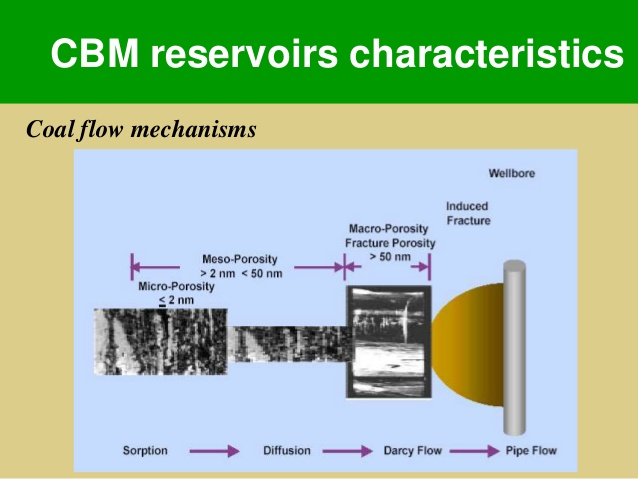 CBM reservoirs characteristics
Coal flow mechanisms
Wellbore
Induced
Fracture
Macro-Porosity
Fracture Porosity
> 50 nm
Meso-Porosity
> 2 nm < 50 nm
Micro-Porosity
< 2 nm
Sorption Diffusion Darcy Flow Pipe Flow